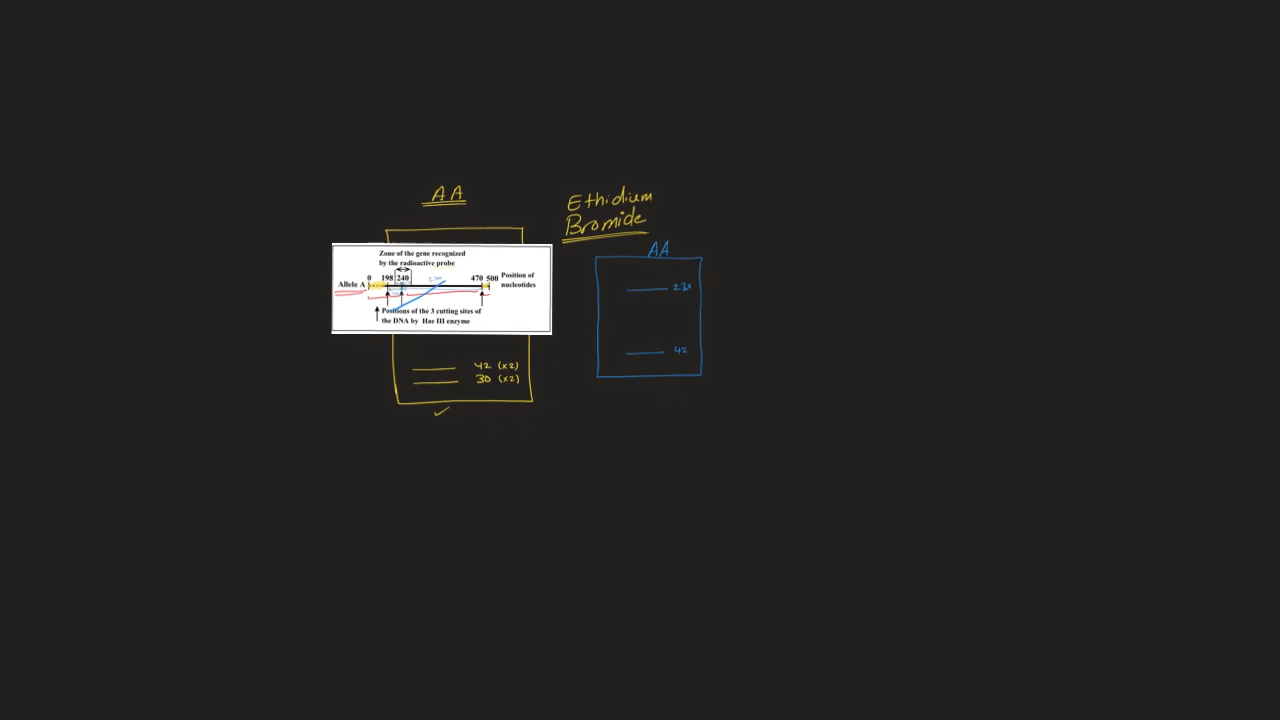 AA
Ethidium
Bromide
Zone of the gene recognized
by the radioactive probe
0 198 240 230 470 500 Position of
Allele A nucleotides
Positions of the 3 cutting sites of
the DNA by Hae III enzyme
42 (x2)
30 (x2)
AA
230
42